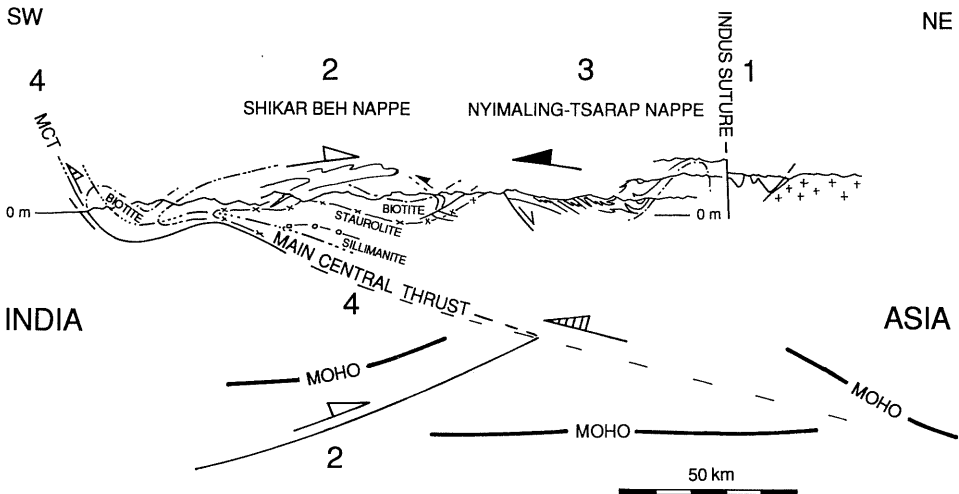 SW
NE
4
2
3
1
INDUS SUTURE
SHIKAR BEH NAPPE
NYIMALING-TSARAP NAPPE
MCT
0 m
BIOTITE
BIOTITE
STAUROLITE
SILLIMANITE
0 m
MAIN CENTRAL THRUST
4
INDIA
ASIA
MOHO
MOHO
MOHO
2
50 km